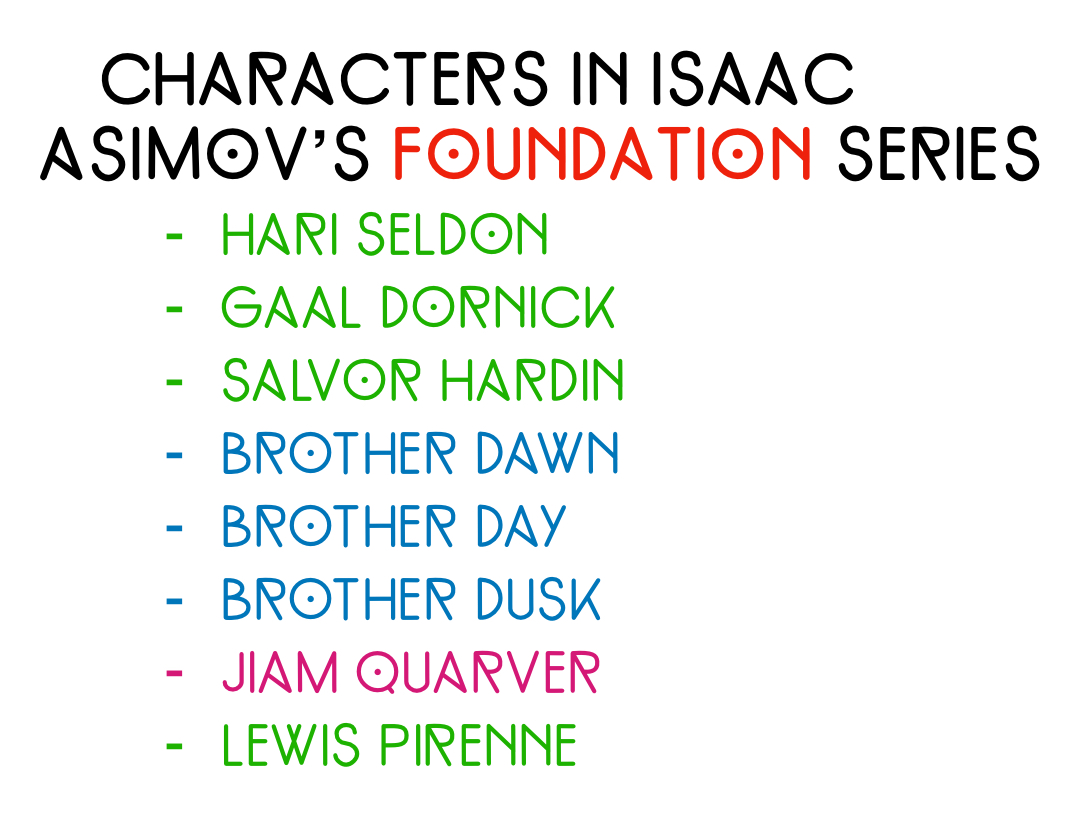 CHARACTERS IN ISAAC
ASIMOV'S FOUNDATION SERIES
- HARI SELDON
- GAAL DORNICK
- SALVOR HARDIN
- BROTHER DAWN
- BROTHER DAY
- BROTHER DUSK
- JIAM QUARVER
- LEWIS PIRENNE